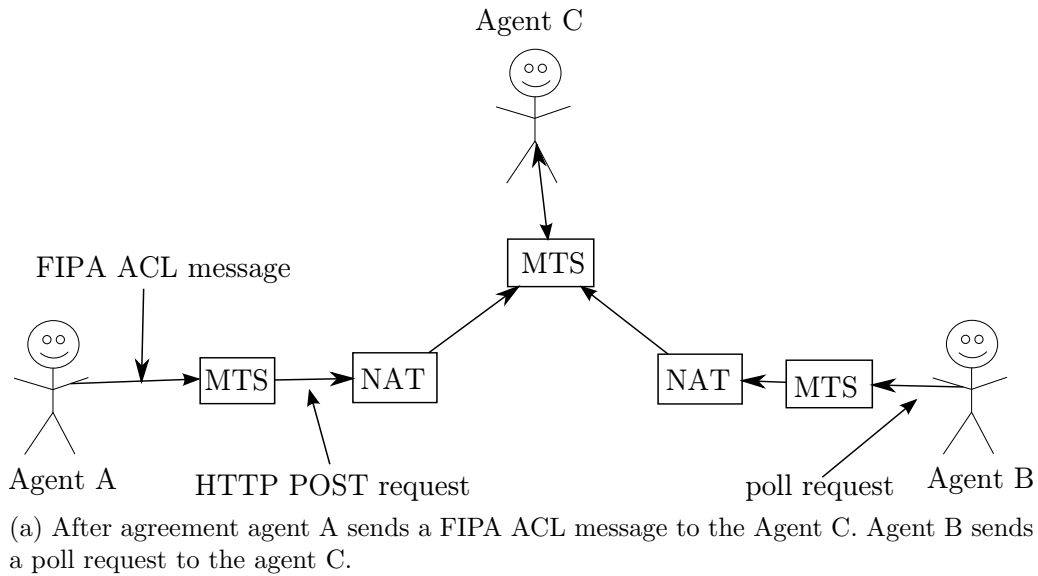 Agent C
MTS
FIPA ACL message
MTS
NAT
NAT
MTS
Agent A
HTTP POST request
poll request
Agent B
(a) After agreement agent A sends a FIPA ACL message to the Agent C. Agent B sends
a poll request to the agent C.